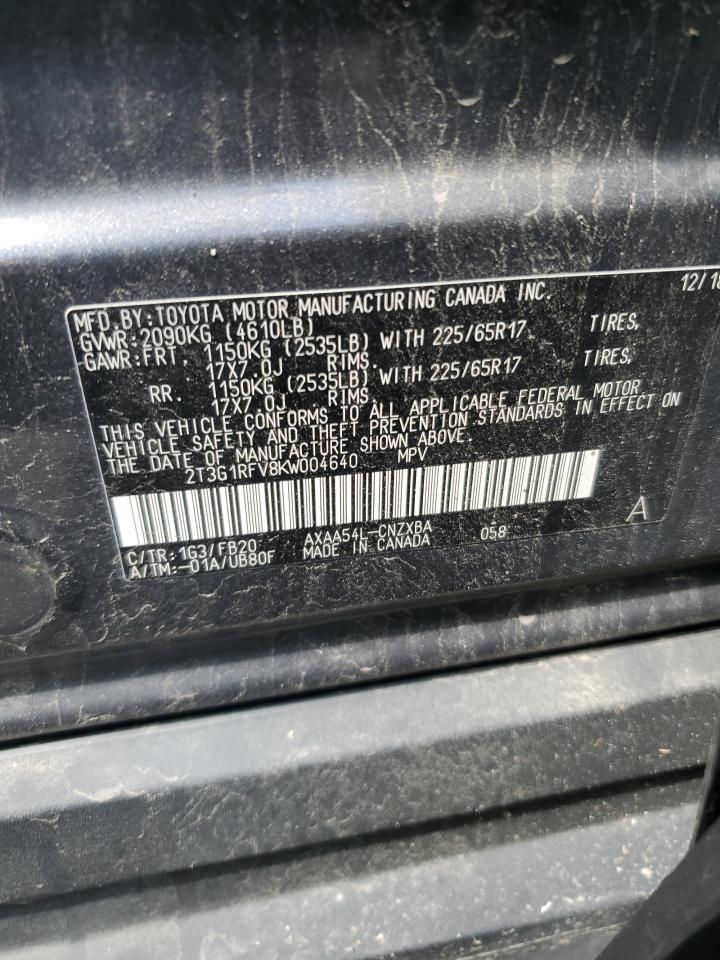 MFD.BY:TOYOTA MOTOR MANUFACTURING CANADA INC. 12/18
GVWR:2090KG (4610LB)
GAWR:FRT. 1150KG (2535LB) WITH 225/65R17 TIRES,
17X7.0J RIMS.
RR. 1150KG (2535LB) WITH 225/65R17 TIRES,
17X7.0J RIMS.
THIS VEHICLE CONFORMS TO ALL APPLICABLE FEDERAL MOTOR
VEHICLE SAFETY AND THEFT PREVENTION STANDARDS IN EFFECT ON
THE DATE OF MANUFACTURE SHOWN ABOVE.
2T3G1RFV8KW004640 MPV
C/TR:1G3/FB20 AXAA54L-CNZXBA 058 A
A/TM:-01A/UB80F MADE IN CANADA